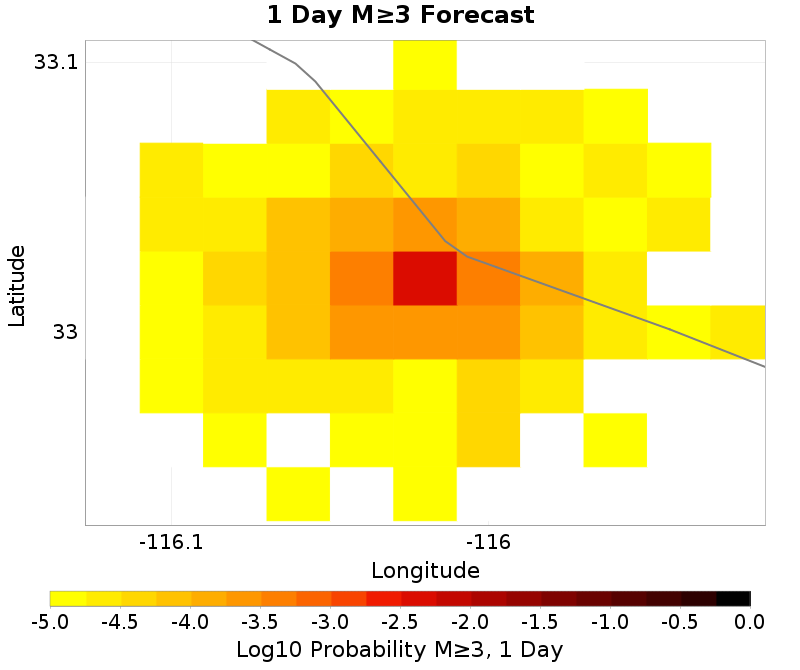 1 Day M≥3 Forecast
33.1
33
Latitude
-116.1 -116
Longitude
-5.0 -4.5 -4.0 -3.5 -3.0 -2.5 -2.0 -1.5 -1.0 -0.5 0.0
Log10 Probability M≥3, 1 Day